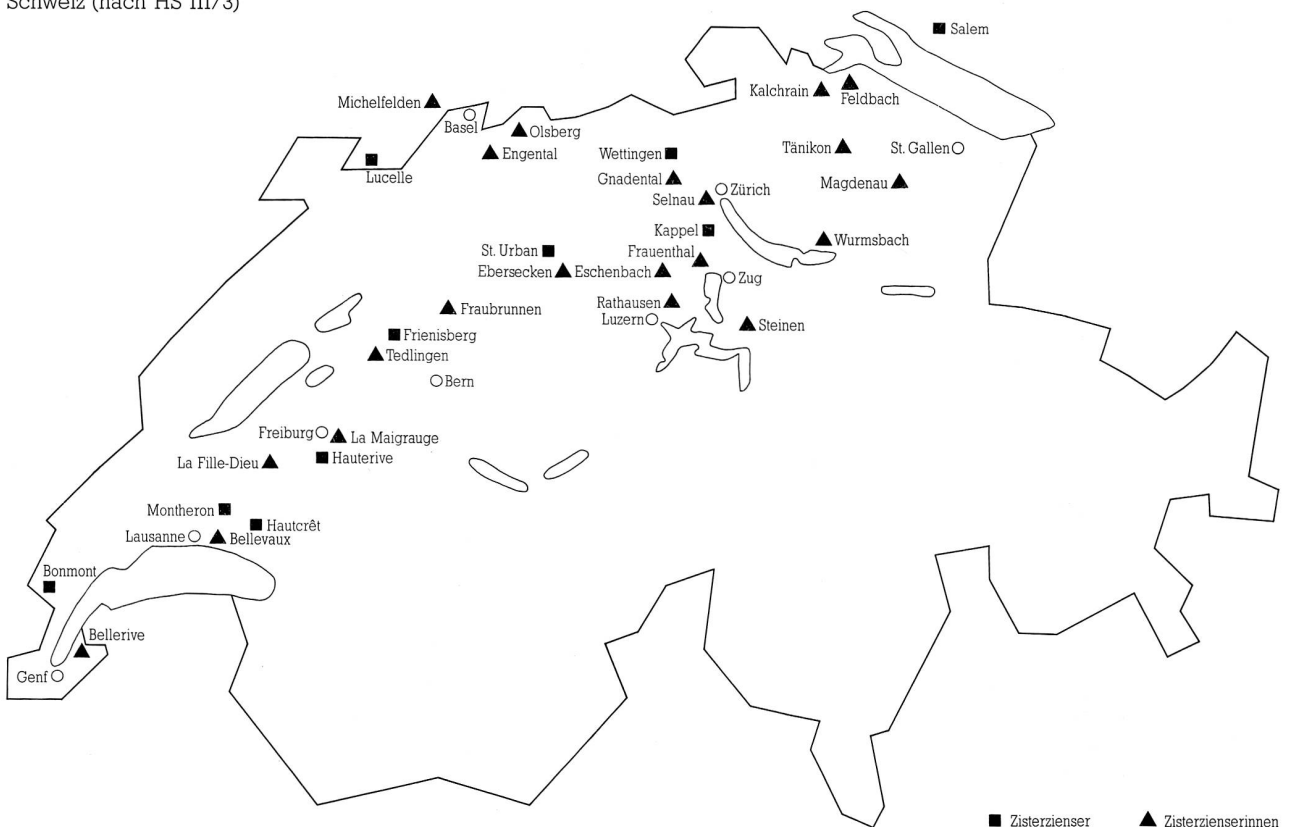 Schweiz (nach HS III/3)
Salem
Kalchrain
Feldbach
Michelfelden
Basel
Olsberg
Engental
Wettingen
Tänikon
St. Gallen
Lucelle
Gnadental
Zürich
Magdenau
Selnau
Kappel
Wurmsbach
St. Urban
Frauenthal
Ebersecken
Eschenbach
Zug
Rathausen
Fraubrunnen
Luzern
Steinen
Frienisberg
Tedlingen
Bern
Freiburg
La Maigrauge
La Fille-Dieu
Hauterive
Montheron
Hautcrêt
Lausanne
Bellevaux
Bonmont
Bellerive
Genf
Zisterzienser
Zisterzienserinnen